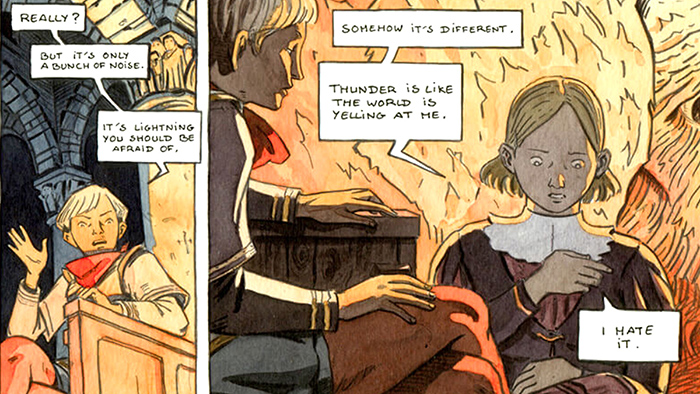 REALLY?
BUT IT'S ONLY
A BUNCH OF NOISE.
IT'S LIGHTNING
YOU SHOULD BE
AFRAID OF.
SOMEHOW IT'S DIFFERENT.
THUNDER IS LIKE
THE WORLD IS
YELLING AT ME.
I HATE
IT.